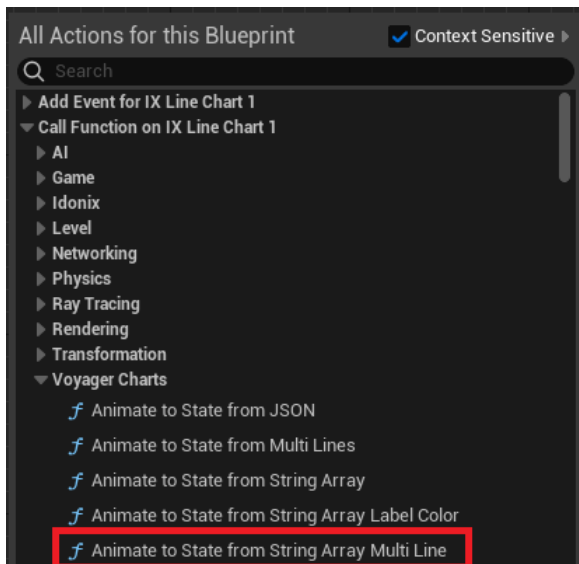 All Actions for this Blueprint Context Sensitive
Search
Add Event for IX Line Chart 1
Call Function on IX Line Chart 1
AI
Game
Idonix
Level
Networking
Physics
Ray Tracing
Rendering
Transformation
Voyager Charts
f Animate to State from JSON
f Animate to State from Multi Lines
f Animate to State from String Array
f Animate to State from String Array Label Color
f Animate to State from String Array Multi Line